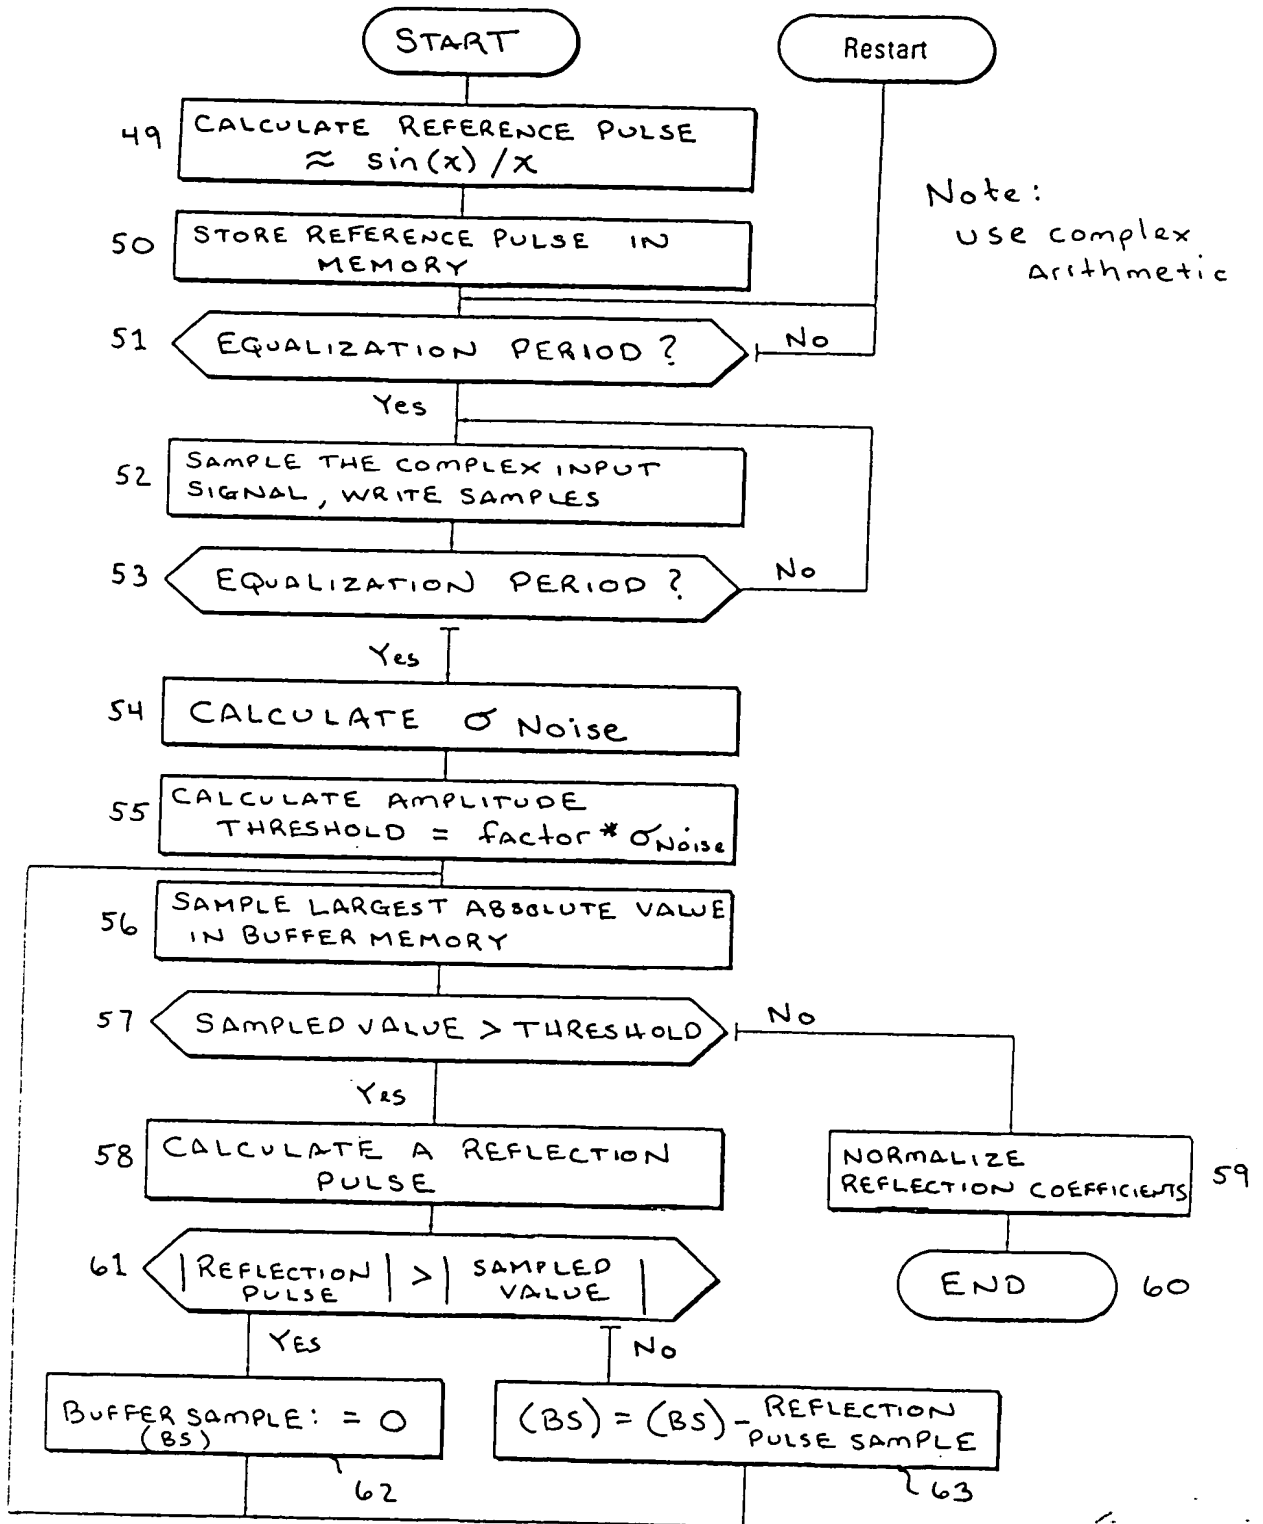 START
Restart
49
CALCULATE REFERENCE PULSE
≈ sin(x)/x
Note:
use complex
Arithmetic
50
STORE REFERENCE PULSE IN
MEMORY
51
EQUALIZATION PERIOD?
No
Yes
52
SAMPLE THE COMPLEX INPUT
SIGNAL, WRITE SAMPLES
53
EQUALIZATION PERIOD?
No
Yes
54
CALCULATE σ Noise
55
CALCULATE AMPLITUDE
THRESHOLD = factor * σ Noise
56
SAMPLE LARGEST ABSOLUTE VALUE
IN BUFFER MEMORY
57
SAMPLED VALUE > THRESHOLD
No
Yes
58
CALCULATE A REFLECTION
PULSE
NORMALIZE
REFLECTION COEFFICIENTS
59
61
| REFLECTION PULSE | > | SAMPLED VALUE |
END
60
YES
No
BUFFER SAMPLE: = 0
(BS)
(BS) = (BS) - REFLECTION
PULSE SAMPLE
62
63